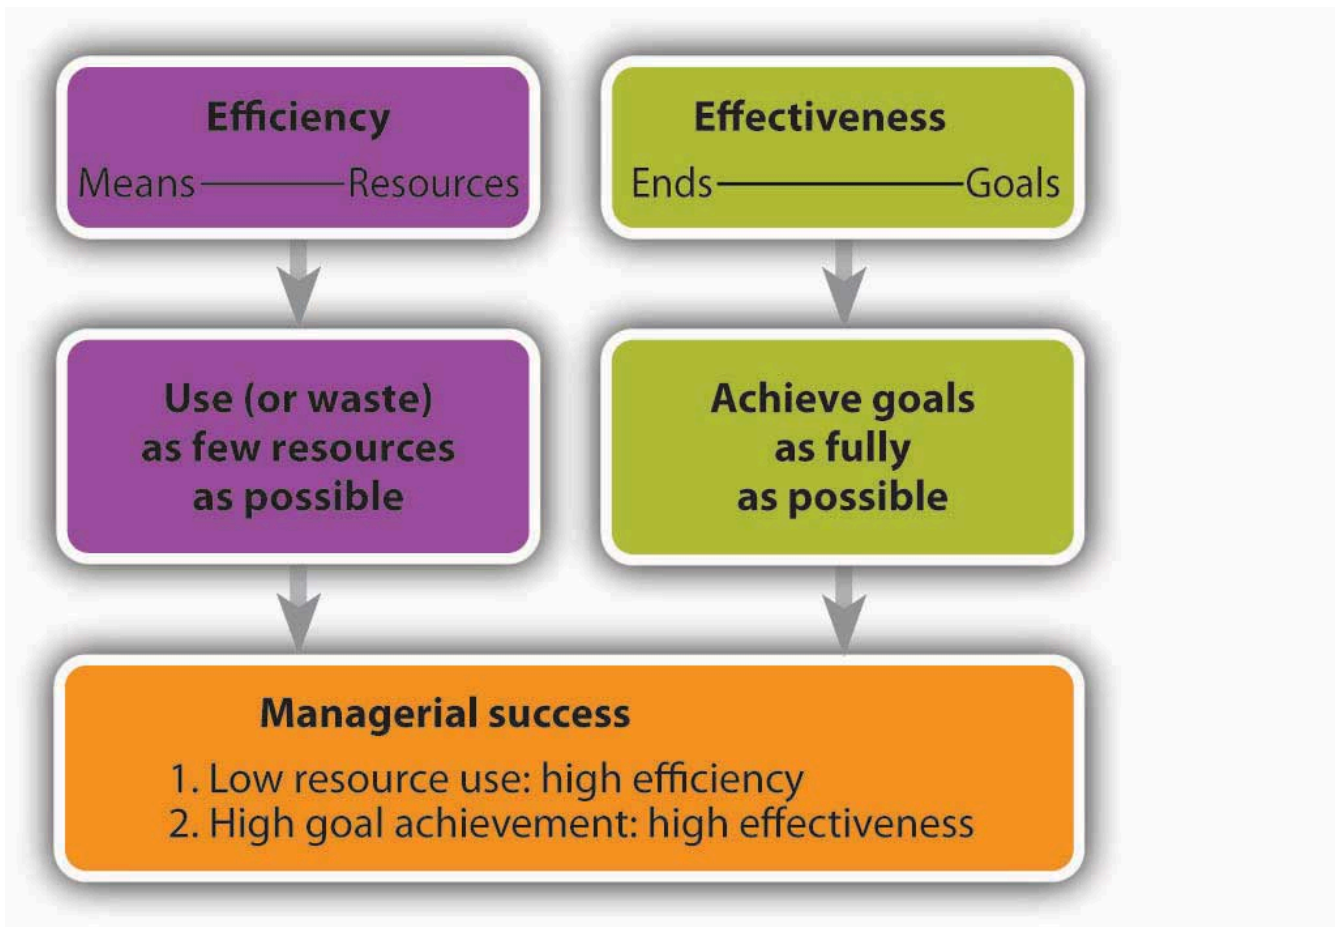 Efficiency
Means Resources
Use (or waste)
as few resources
as possible
Effectiveness
Ends Goals
Achieve goals
as fully
as possible
Managerial success
1. Low resource use: high efficiency
2. High goal achievement: high effectiveness